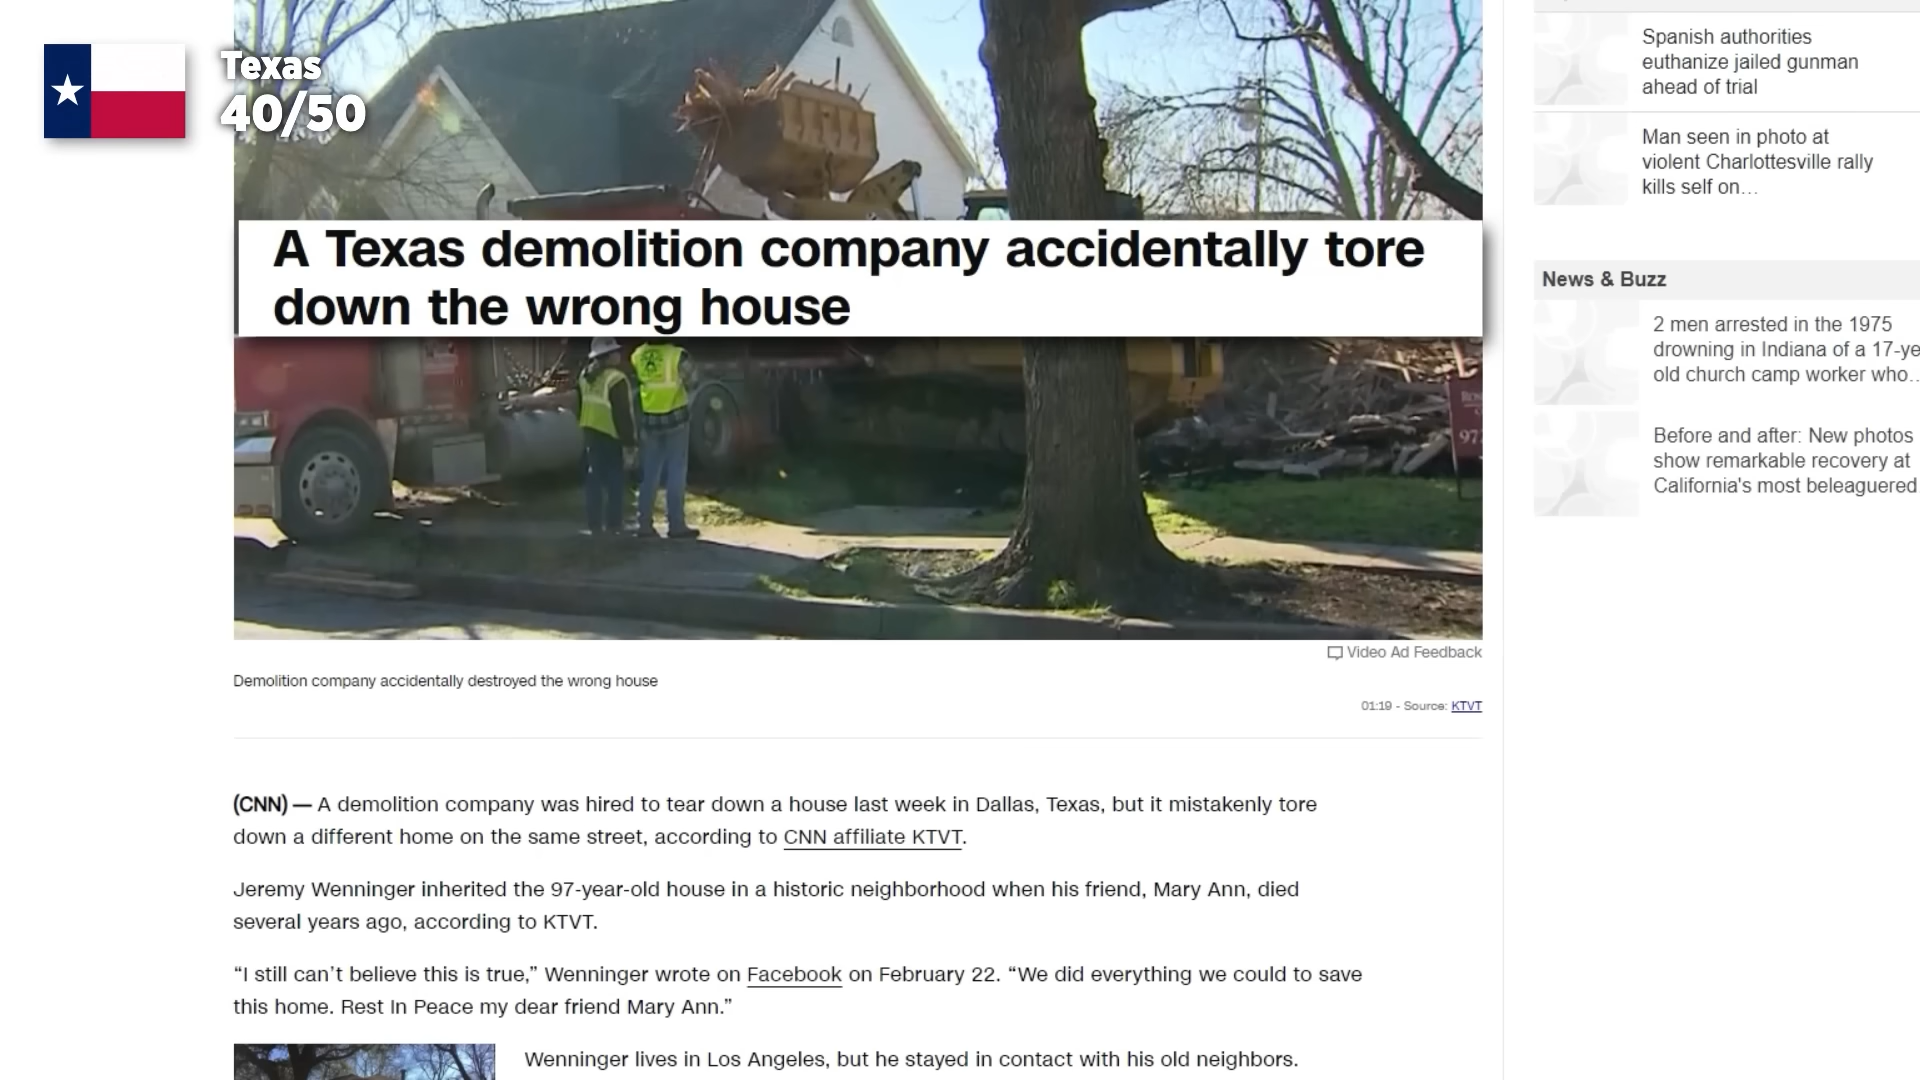 Texas
40/50
A Texas demolition company accidentally tore
down the wrong house
97
Video Ad Feedback
Demolition company accidentally destroyed the wrong house
01:19 - Source: KTVT
(CNN) — A demolition company was hired to tear down a house last week in Dallas, Texas, but it mistakenly tore
down a different home on the same street, according to CNN affiliate KTVT.
Jeremy Wenninger inherited the 97-year-old house in a historic neighborhood when his friend, Mary Ann, died
several years ago, according to KTVT.
“I still can’t believe this is true,” Wenninger wrote on Facebook on February 22. “We did everything we could to save
this home. Rest In Peace my dear friend Mary Ann.”
Wenninger lives in Los Angeles, but he stayed in contact with his old neighbors.
Spanish authorities
euthanize jailed gunman
ahead of trial
Man seen in photo at
violent Charlottesville rally
kills self on…
News & Buzz
2 men arrested in the 1975
drowning in Indiana of a 17-ye
old church camp worker who…
Before and after: New photos
show remarkable recovery at
California's most beleaguered